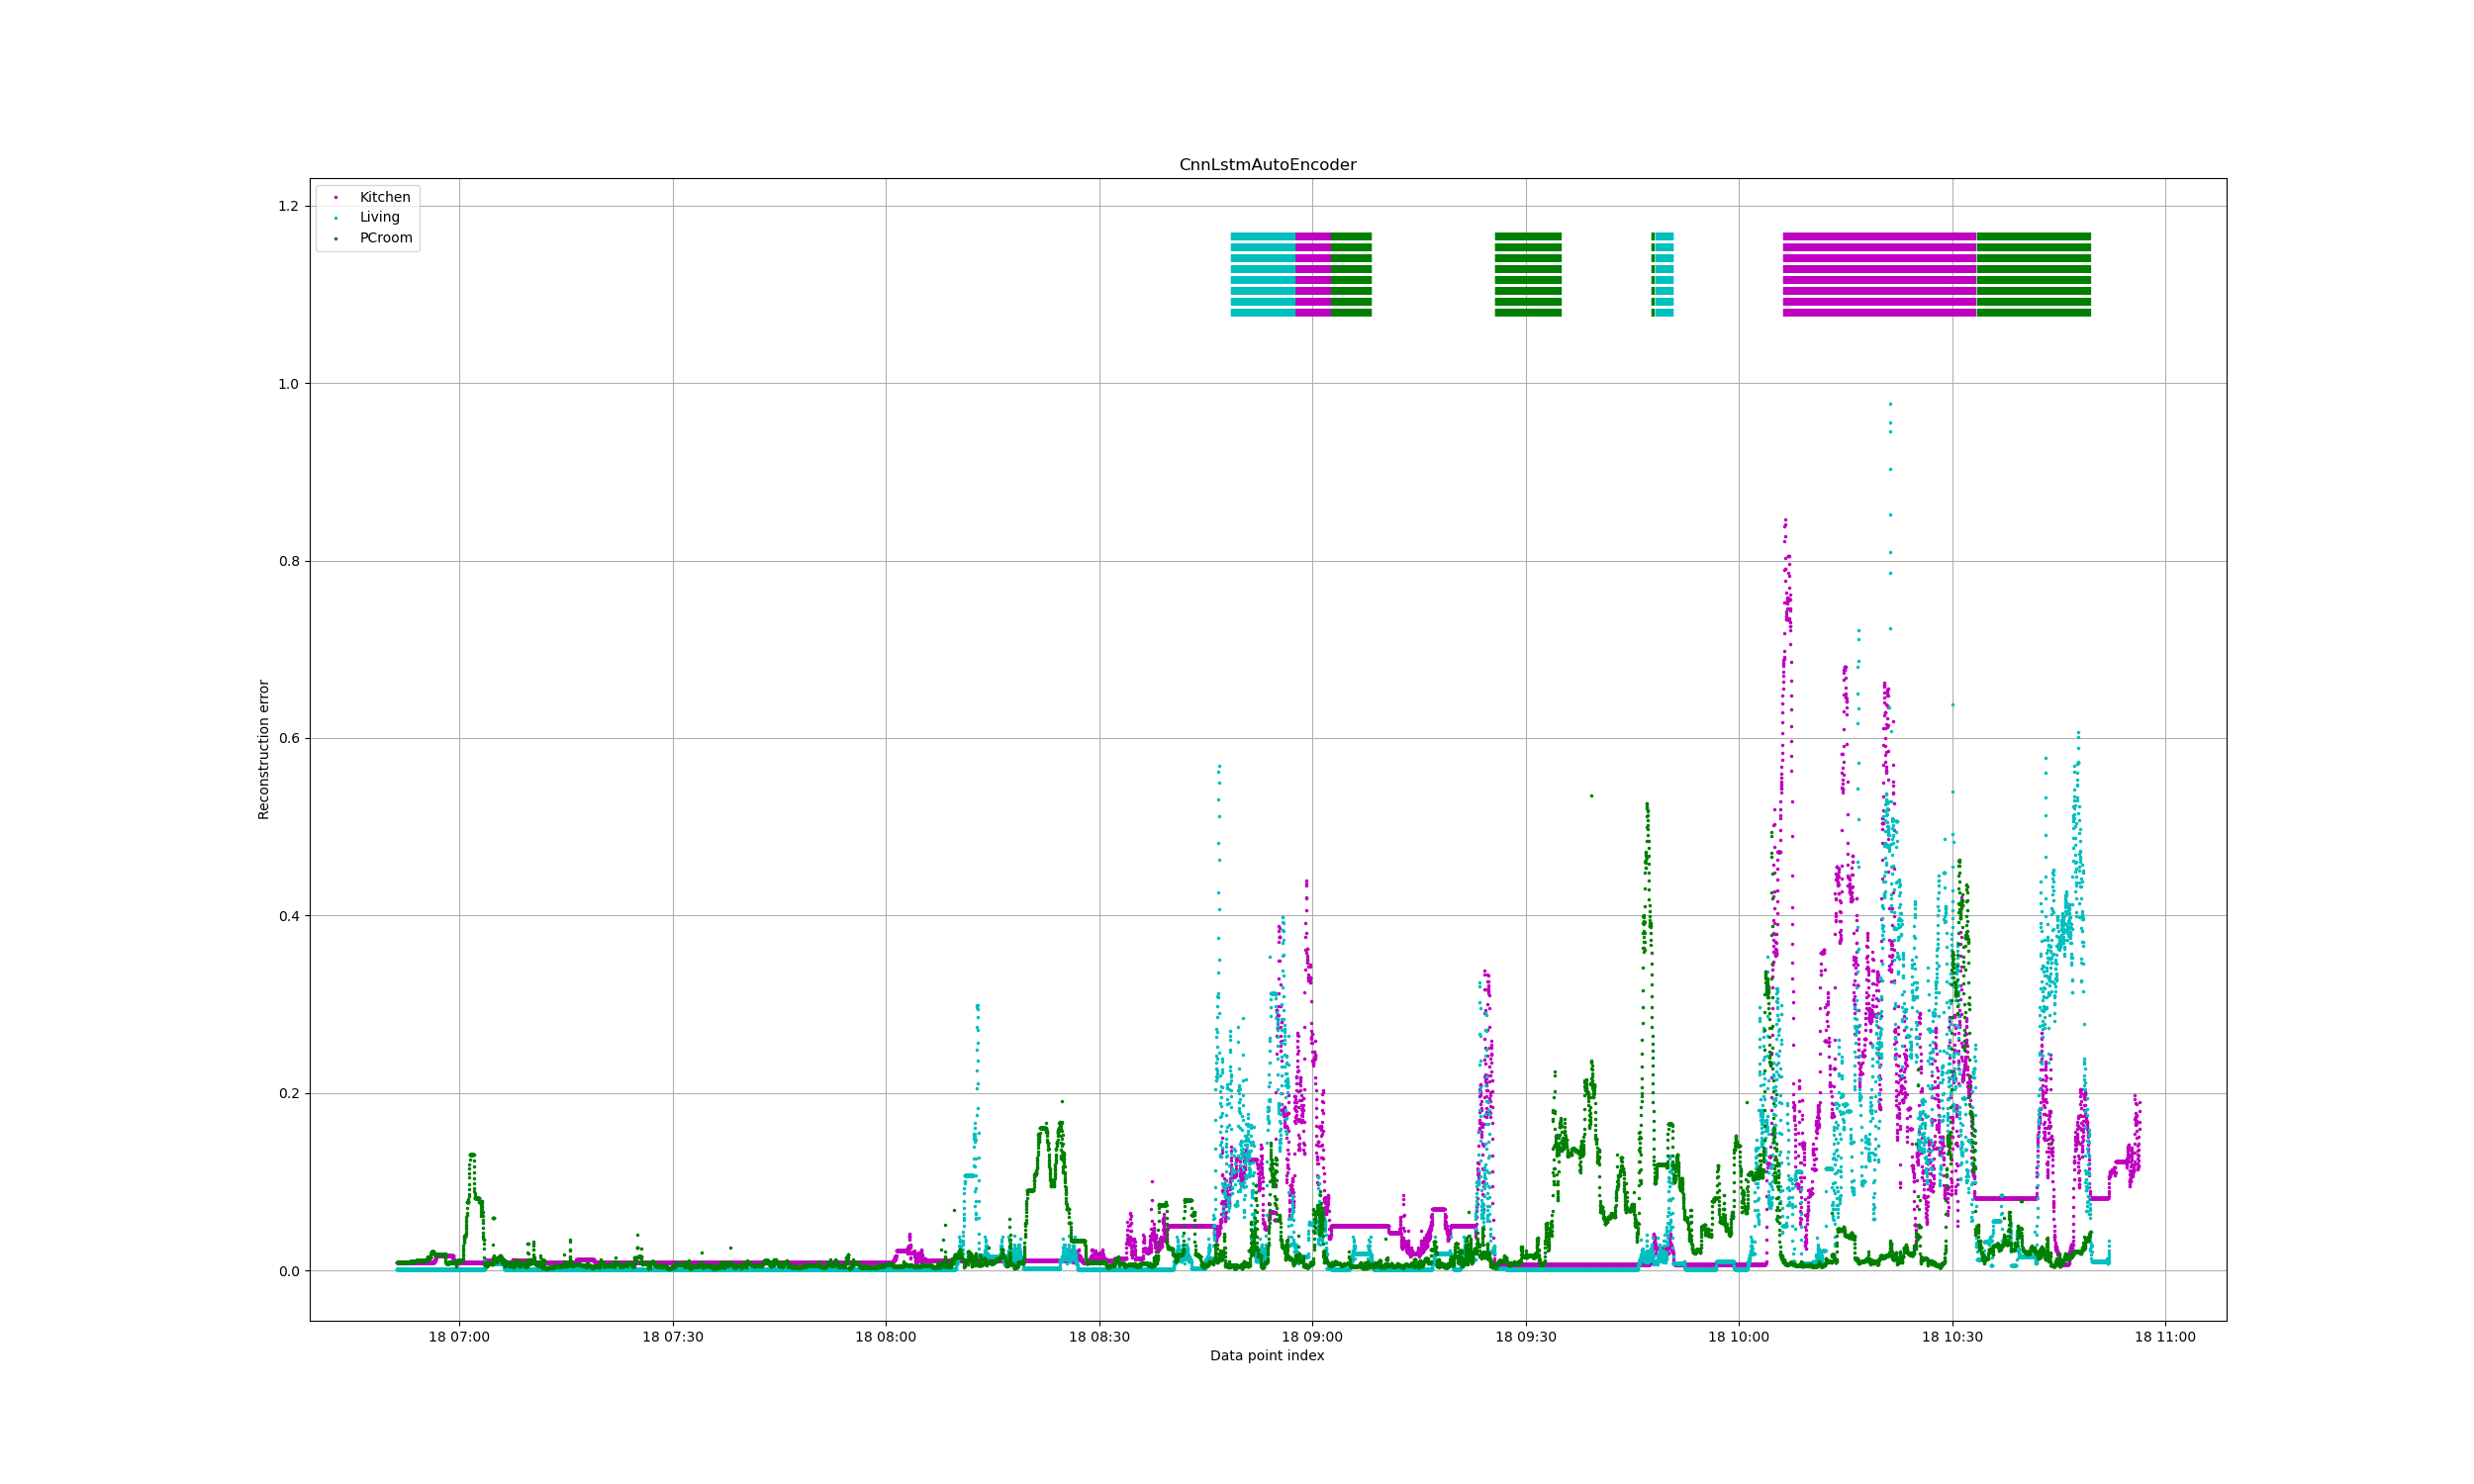 CnnLstmAutoEncoder
Kitchen
Living
PCroom
1.2
1.0
0.8
0.6
0.4
0.2
0.0
Reconstruction error
18 07:00 18 07:30 18 08:00 18 08:30 18 09:00 18 09:30 18 10:00 18 10:30 18 11:00
Data point index